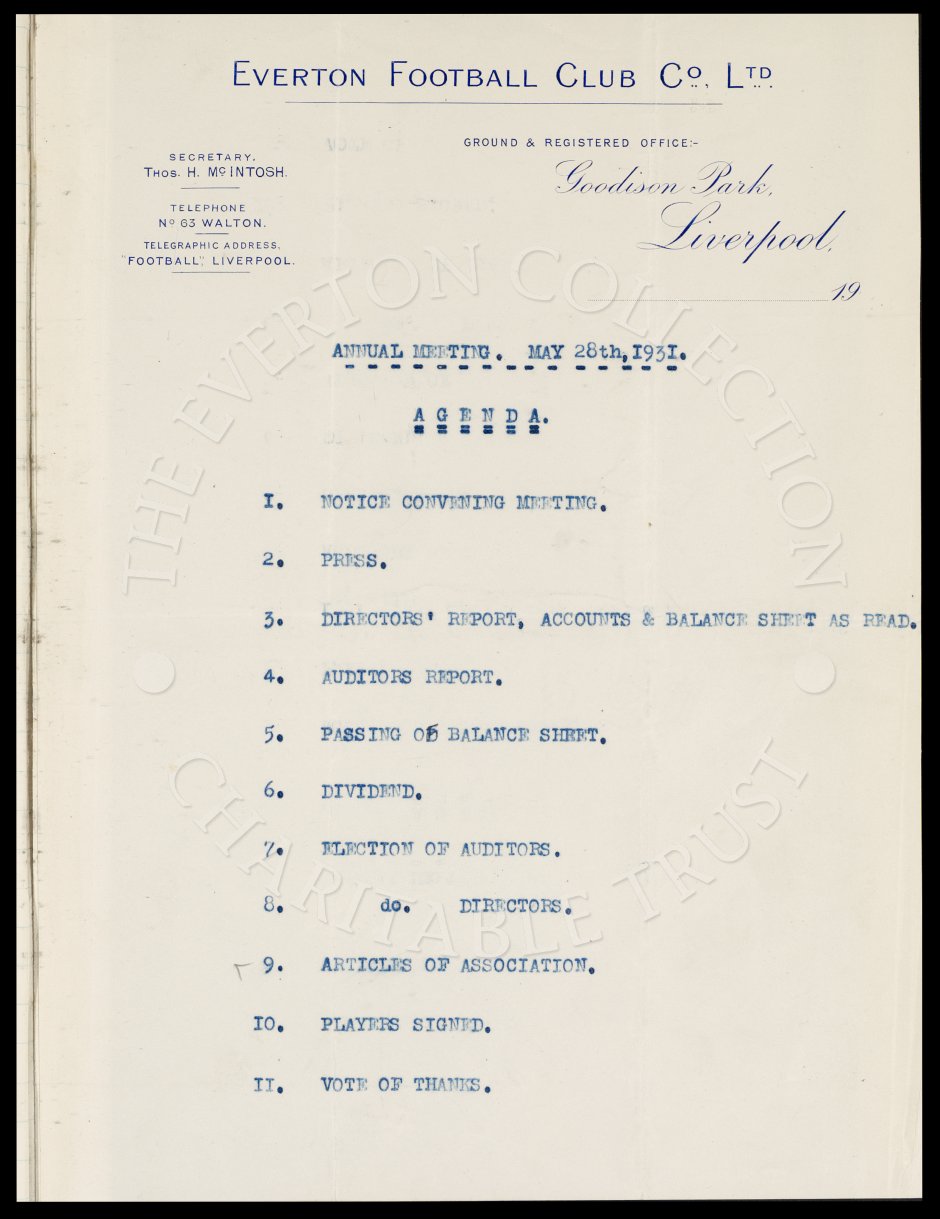 EVERTON FOOTBALL CLUB Co., LTD.
GROUND & REGISTERED OFFICE:-
Goodison Park,
Liverpool,
19
SECRETARY,
THOS. H. McINTOSH.
TELEPHONE
No 63 WALTON.
TELEGRAPHIC ADDRESS,
"FOOTBALL", LIVERPOOL.
ANNUAL MEETING. MAY 28th, I93I.
AGENDA.
I. NOTICE CONVENING MEETING.
2. PRESS.
3. DIRECTORS' REPORT, ACCOUNTS & BALANCE SHEET AS READ.
4. AUDITORS REPORT.
5. PASSING OF BALANCE SHEET.
6. DIVIDEND.
7. ELECTION OF AUDITORS.
8. do. DIRECTORS.
9. ARTICLES OF ASSOCIATION.
IO. PLAYERS SIGNED.
II. VOTE OF THANKS.
THE EVERTON COLLECTION
CHARITABLE TRUST